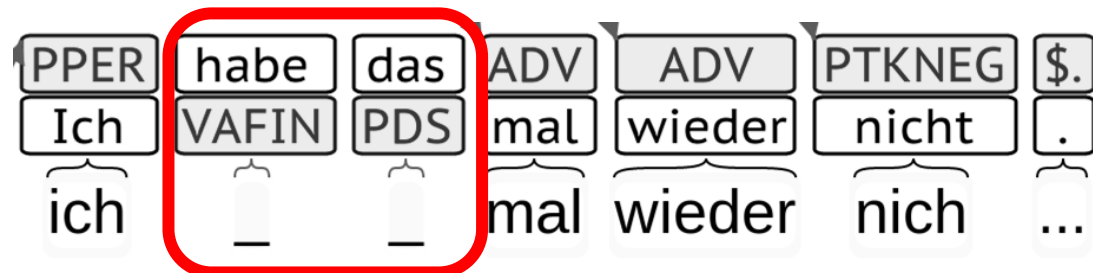 PPER habe das ADV ADV PTKNEG $.
Ich VAFIN PDS mal wieder nicht .
ich _ _ mal wieder nich ...